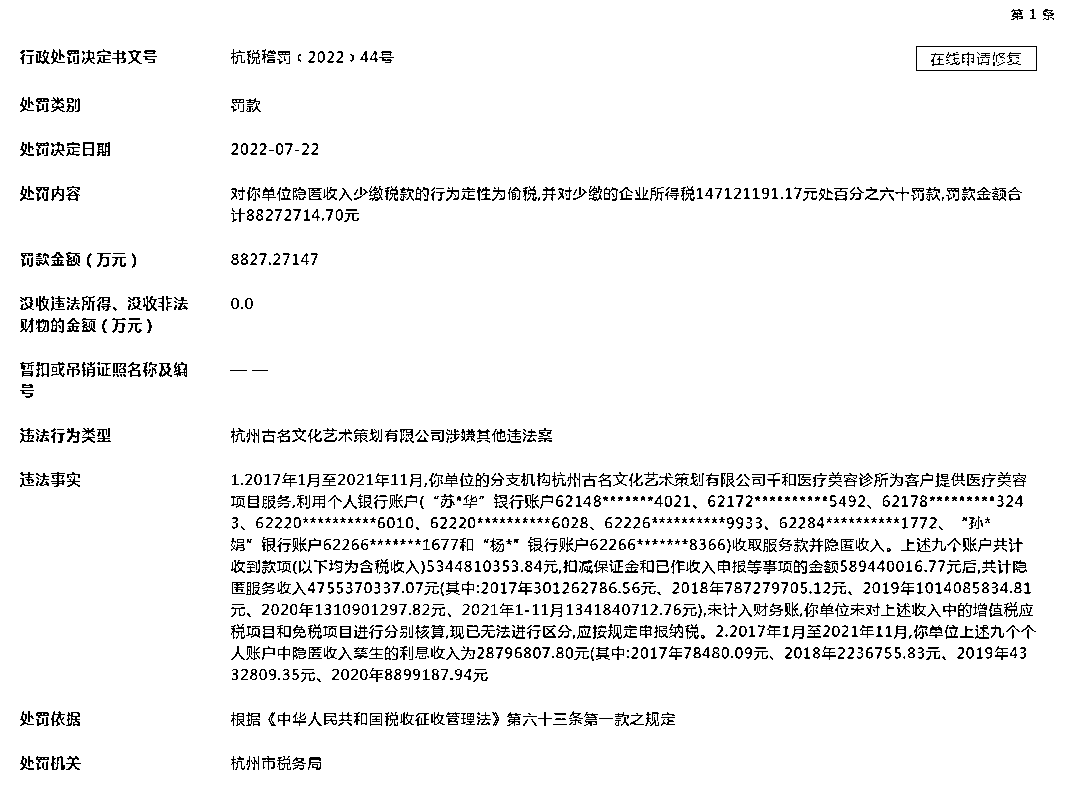 第 1 条
行政处罚决定书文号 杭税稽罚﹝2022﹞44号 在线申请修复
处罚类别 罚款
处罚决定日期 2022-07-22
处罚内容 对你单位隐匿收入少缴税款的行为定性为偷税,并对少缴的企业所得税147121191.17元处百分之六十罚款,罚款金额合
计88272714.70元
罚款金额（万元） 8827.27147
没收违法所得、没收非法 0.0
财物的金额（万元）
暂扣或吊销证照名称及编 — —
号
违法行为类型 杭州古名文化艺术策划有限公司涉嫌其他违法案
违法事实 1.2017年1月至2021年11月,你单位的分支机构杭州古名文化艺术策划有限公司千和医疗美容诊所为客户提供医疗美容
项目服务,利用个人银行账户(“苏*华”银行账户62148*******4021、62172**********5492、62178*********324
3、62220**********6010、62220**********6028、62226**********9933、62284**********1772、“孙*
娟”银行账户62266*******1677和“杨*”银行账户62266*******8366)收取服务款并隐匿收入。上述九个账户共计
收到款项(以下均为含税收入)5344810353.84元,扣减保证金和已作收入申报等事项的金额589440016.77元后,共计隐
匿服务收入4755370337.07元(其中:2017年301262786.56元、2018年787279705.12元、2019年1014085834.81
元、2020年1310901297.82元、2021年1-11月1341840712.76元),未计入财务账,你单位未对上述收入中的增值税应
税项目和免税项目进行分别核算,现已无法进行区分,应按规定申报纳税。2.2017年1月至2021年11月,你单位上述九个个
人账户中隐匿收入孳生的利息收入为28796807.80元(其中:2017年78480.09元、2018年2236755.83元、2019年43
32809.35元、2020年8899187.94元
处罚依据 根据《中华人民共和国税收征收管理法》第六十三条第一款之规定
处罚机关 杭州市税务局